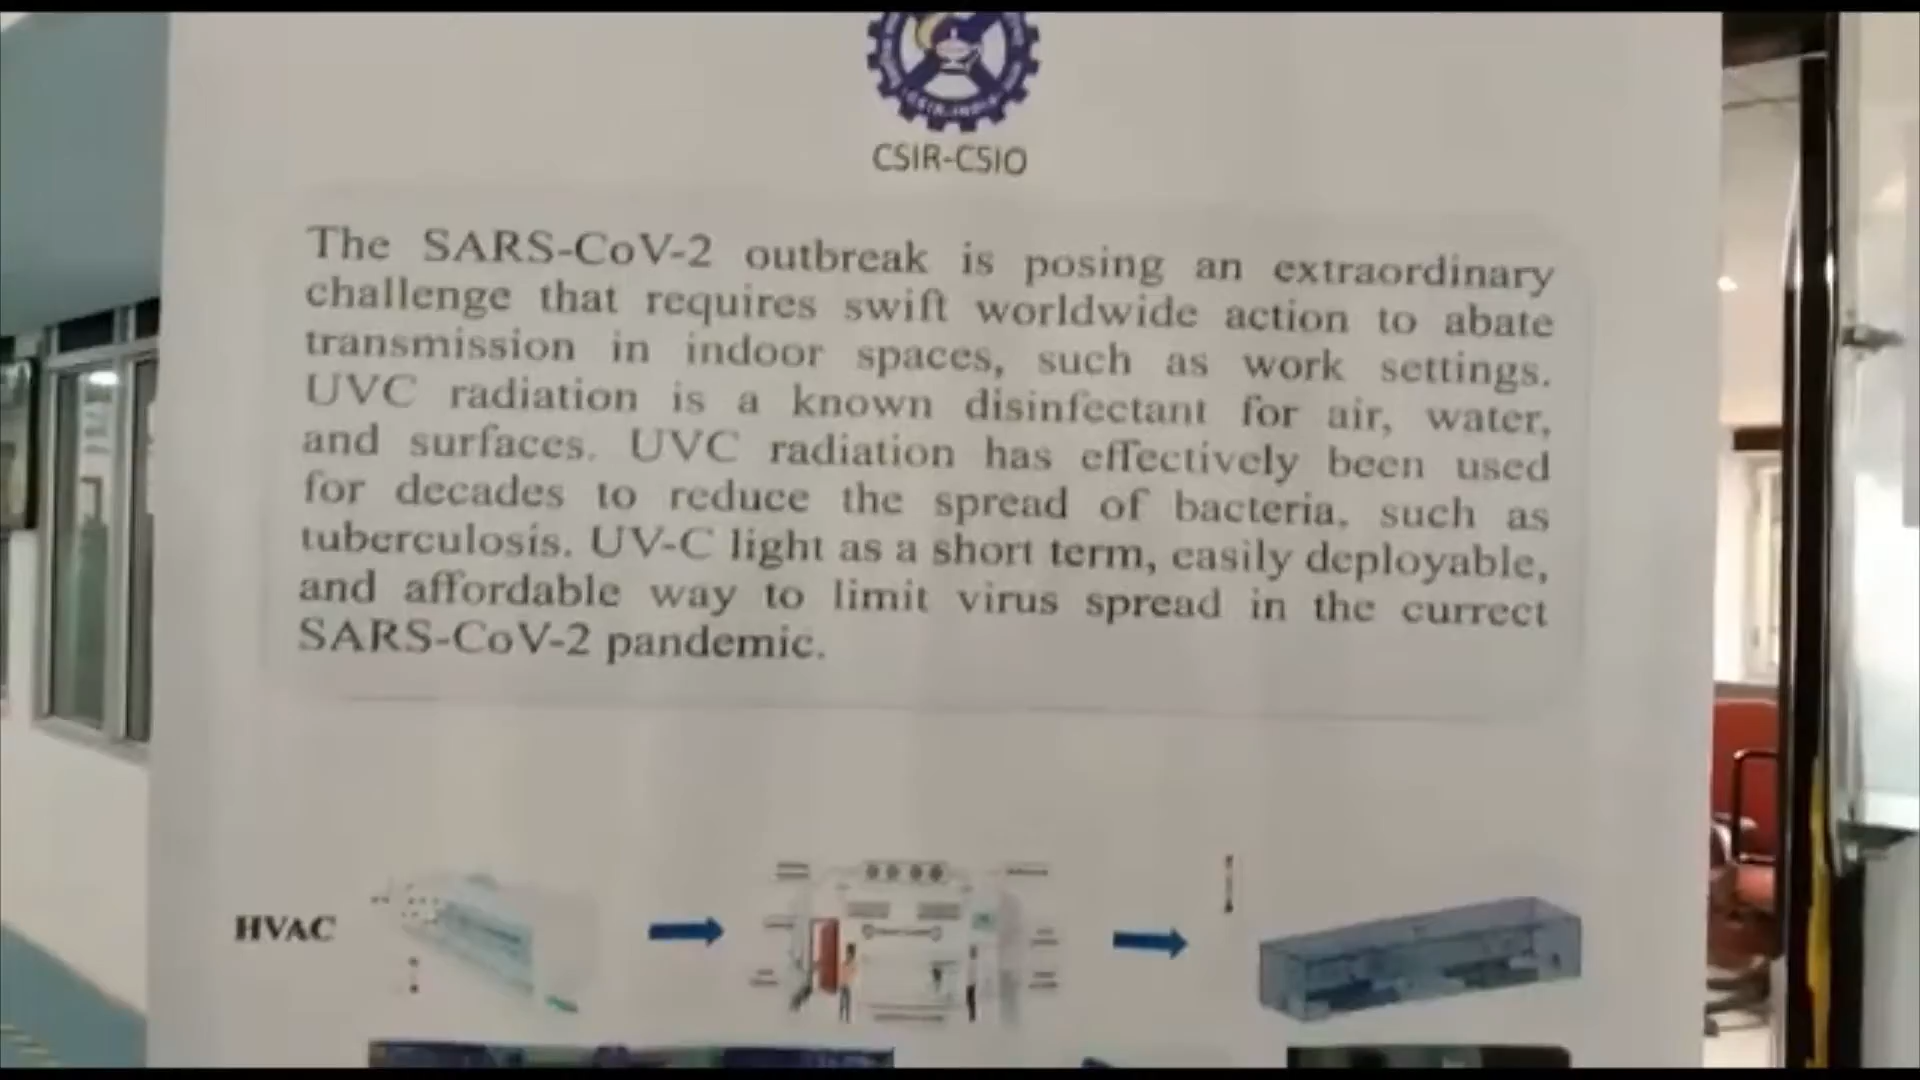 CSIR-CSIO
The SARS-CoV-2 outbreak is posing an extraordinary
challenge that requires swift worldwide action to abate
transmission in indoor spaces, such as work settings.
UVC radiation is a known disinfectant for air, water,
and surfaces. UVC radiation has effectively been used
for decades to reduce the spread of bacteria, such as
tuberculosis. UV-C light as a short term, easily deployable,
and affordable way to limit virus spread in the currect
SARS-CoV-2 pandemic.
HVAC